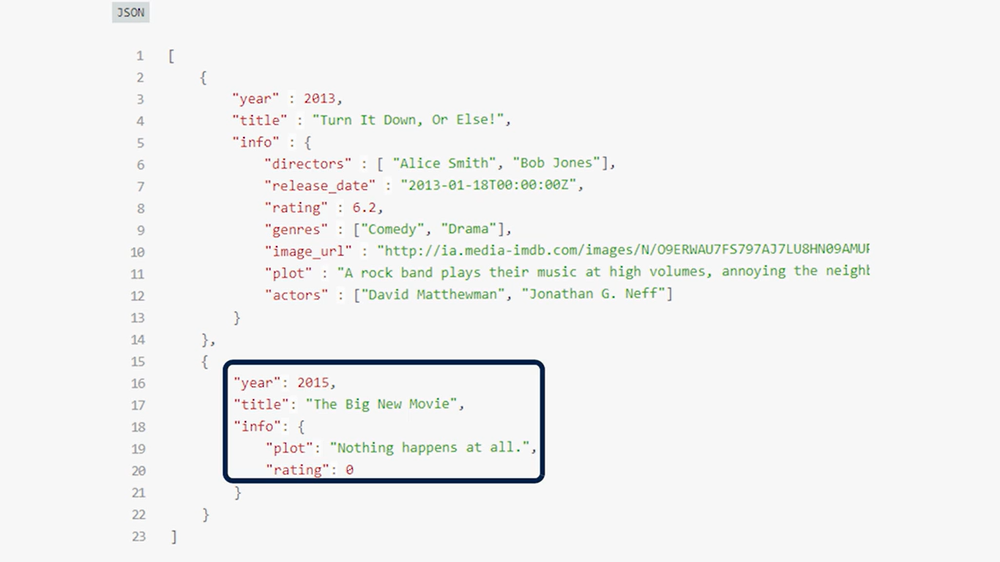 JSON
1 [
2     {
3         "year" : 2013,
4         "title" : "Turn It Down, Or Else!",
5         "info" : {
6             "directors" : [ "Alice Smith", "Bob Jones"],
7             "release_date" : "2013-01-18T00:00:00Z",
8             "rating" : 6.2,
9             "genres" : ["Comedy", "Drama"],
10             "image_url" : "http://ia.media-imdb.com/images/N/O9ERWAU7FS797AJ7LU8HN09AMUP
11             "plot" : "A rock band plays their music at high volumes, annoying the neighb
12             "actors" : ["David Matthewman", "Jonathan G. Neff"]
13         }
14     },
15     {
16         "year": 2015,
17         "title": "The Big New Movie",
18         "info": {
19             "plot": "Nothing happens at all.",
20             "rating": 0
21         }
22     }
23 ]